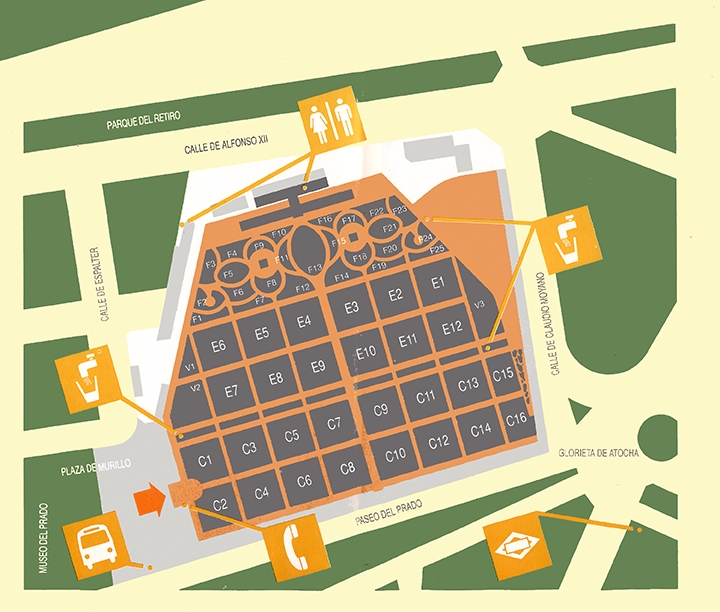 PARQUE DEL RETIRO
CALLE DE ALFONSO XII
CALLE DE ESPALTER
CALLE DE CLAUDIO MOYANO
F22
F23
F16
F17
F10
F21
F24
F25
F15
F9
F4
F3
F11
F18
F20
F5
F13
F19
F14
F8
F6
F12
F2
F7
F1
E1
E2
E3
E4
E5
E6
V3
E12
E11
E10
E9
E8
E7
V1
V2
C15
C13
C11
C9
C7
C5
C3
C1
C16
C14
C12
C10
C8
C6
C4
C2
PLAZA DE MURILLO
GLORIETA DE ATOCHA
MUSEO DEL PRADO
PASEO DEL PRADO